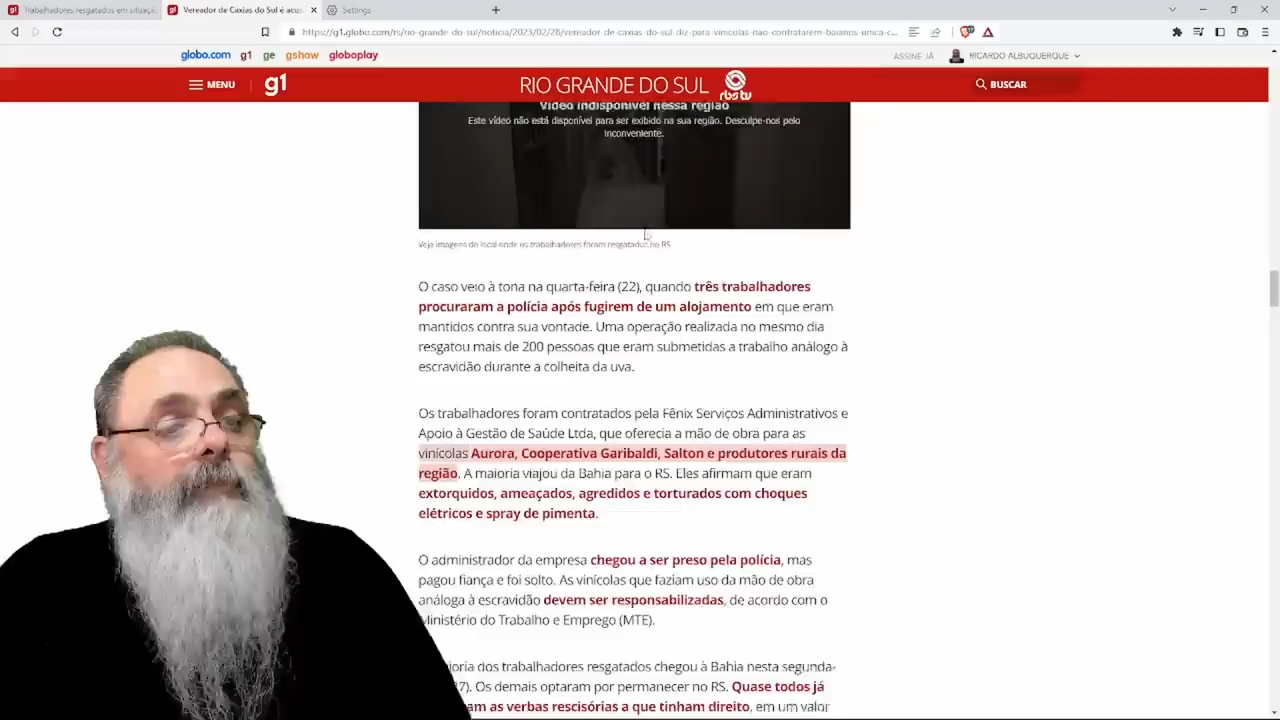 Trabalhadores resgatados em situaçã
Vereador de Caxias do Sul é acus
Settings
https://g1.globo.com/rs/rio-grande-do-sul/noticia/2023/02/28/vereador-de-caxias-do-sul-diz-para-vinicolas-nao-contratarem-baianos-unica-c...
globo.com g1 ge gshow globoplay
ASSINE JÁ RICARDO ALBUQUERQUE
MENU g1 RIO GRANDE DO SUL rbs tv BUSCAR
Vídeo indisponível nessa região
Este vídeo não está disponível para ser exibido na sua região. Desculpe-nos pelo
inconveniente.
Veja imagens do local onde os trabalhadores foram resgatados no RS
O caso veio à tona na quarta-feira (22), quando três trabalhadores
procuraram a polícia após fugirem de um alojamento em que eram
mantidos contra sua vontade. Uma operação realizada no mesmo dia
resgatou mais de 200 pessoas que eram submetidas a trabalho análogo à
escravidão durante a colheita da uva.
Os trabalhadores foram contratados pela Fênix Serviços Administrativos e
Apoio à Gestão de Saúde Ltda, que oferecia a mão de obra para as
vinícolas Aurora, Cooperativa Garibaldi, Salton e produtores rurais da
região. A maioria viajou da Bahia para o RS. Eles afirmam que eram
extorquidos, ameaçados, agredidos e torturados com choques
elétricos e spray de pimenta.
O administrador da empresa chegou a ser preso pela polícia, mas
pagou fiança e foi solto. As vinícolas que faziam uso da mão de obra
análoga à escravidão devem ser responsabilizadas, de acordo com o
Ministério do Trabalho e Emprego (MTE).
ioria dos trabalhadores resgatados chegou à Bahia nesta segunda-
27). Os demais optaram por permanecer no RS. Quase todos já
am as verbas rescisórias a que tinham direito, em um valor